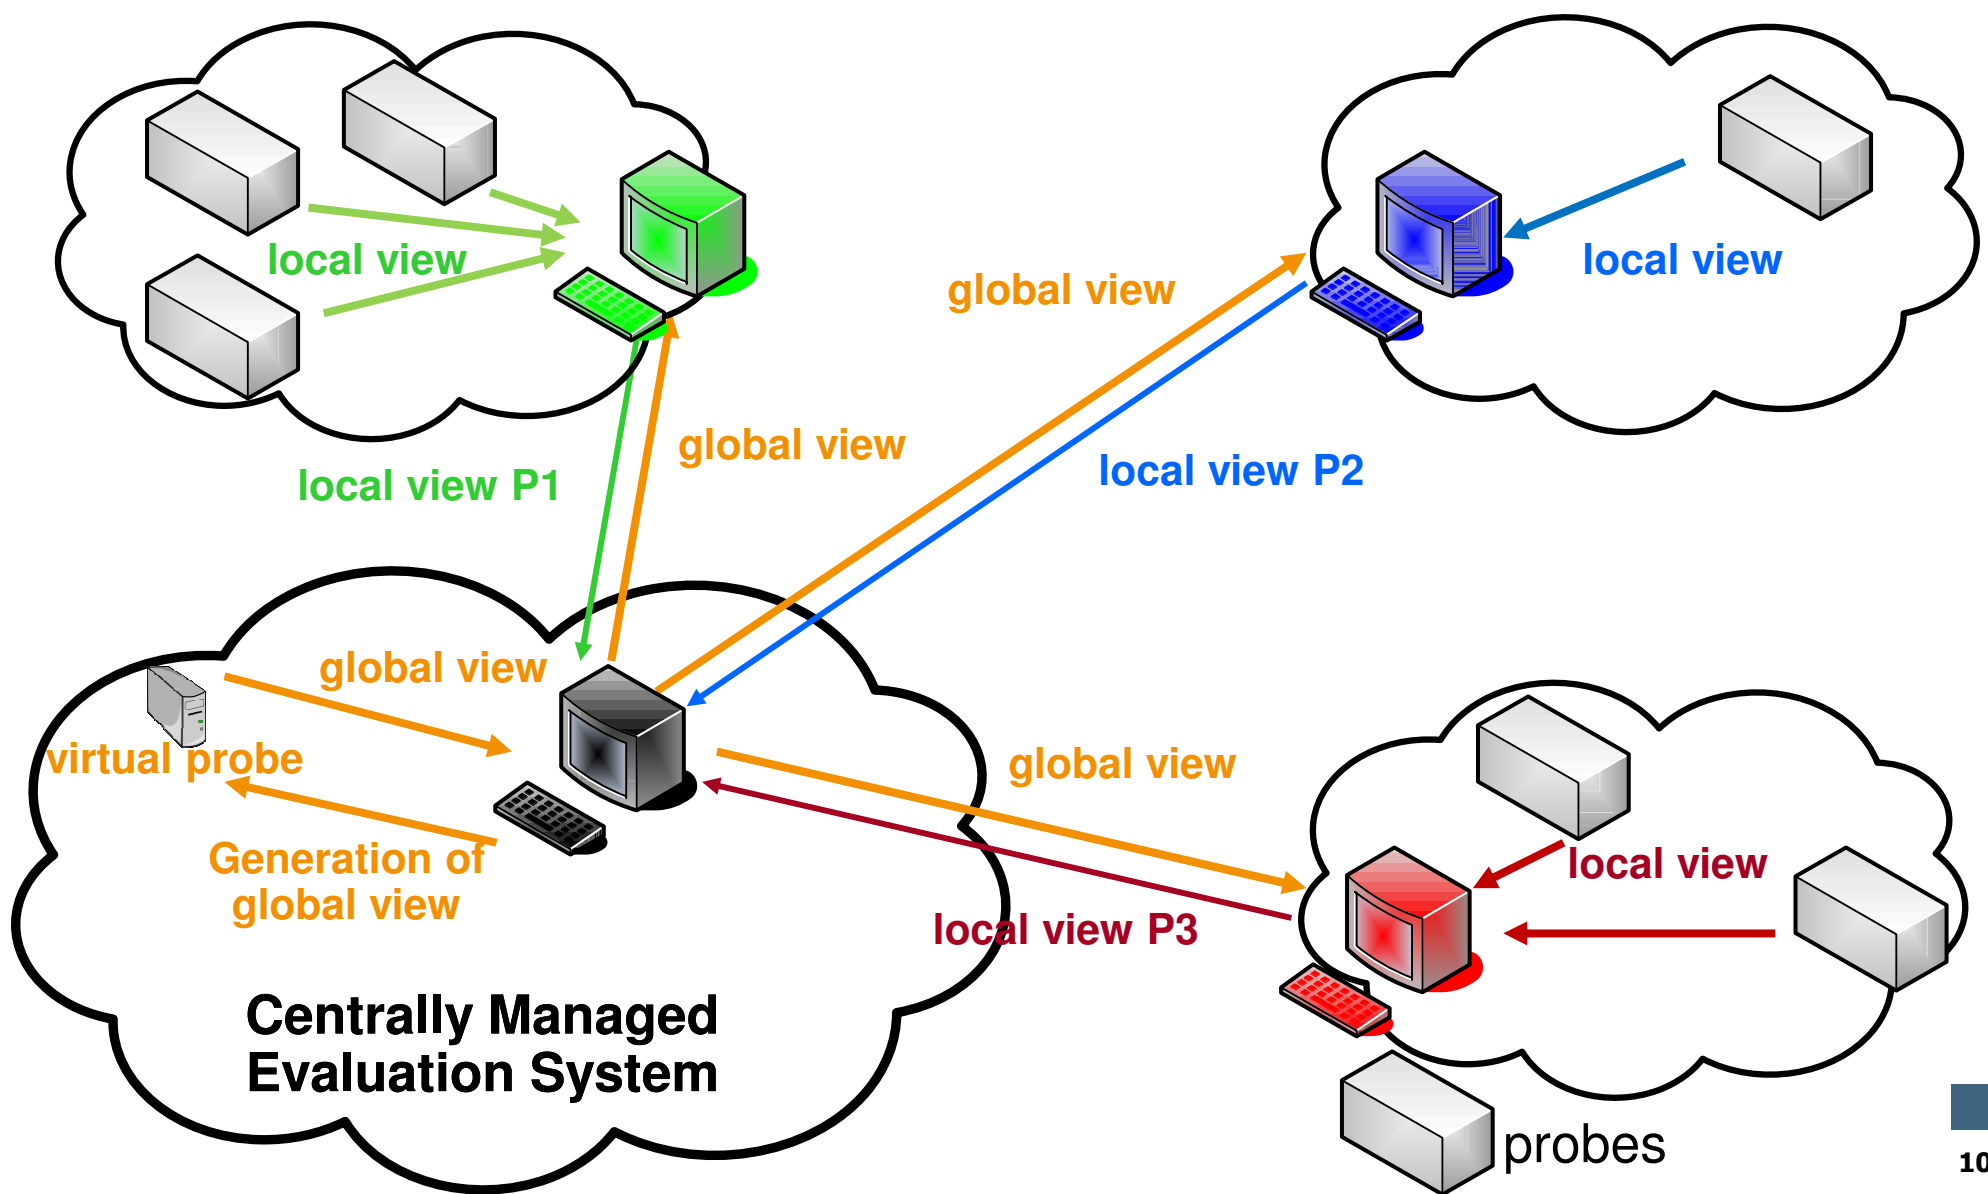 local view
local view
global view
global view
local view P1
local view P2
global view
virtual probe
global view
Generation of
global view
local view
local view P3
Centrally Managed
Evaluation System
probes
10